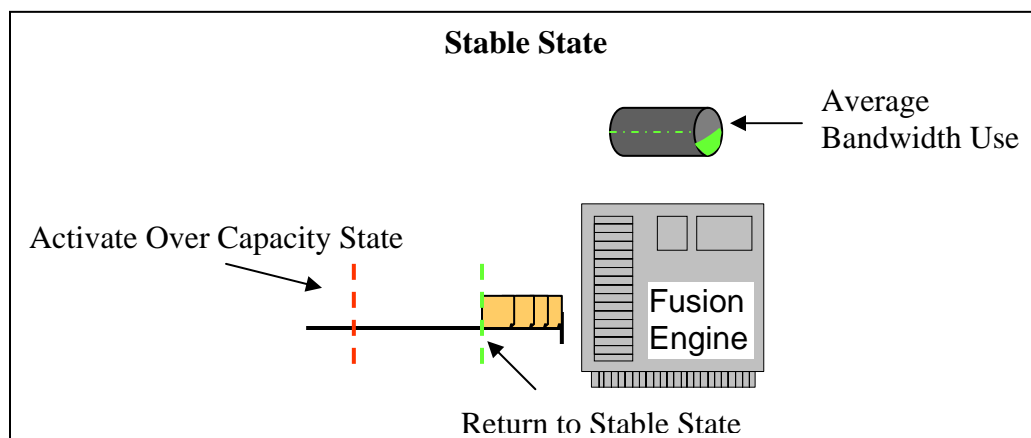 Stable State
Average
Bandwidth Use
Activate Over Capacity State
Fusion
Engine
Return to Stable State